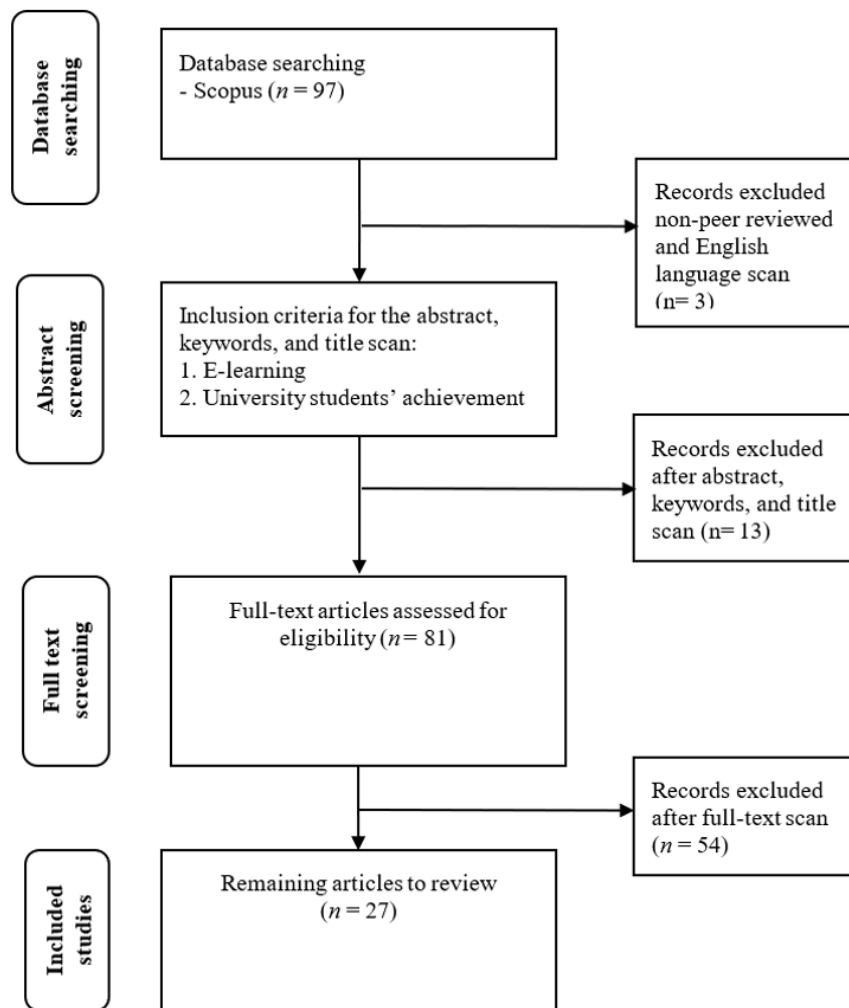 Database
searching
Database searching
- Scopus (n = 97)
Records excluded
non-peer reviewed
and English
language scan
(n= 3)
Abstract
screening
Inclusion criteria for the abstract,
keywords, and title scan:
1. E-learning
2. University students’ achievement
Records excluded
after abstract,
keywords, and title
scan (n= 13)
Full text
screening
Full-text articles assessed for
eligibility (n = 81)
Records excluded
after full-text scan
(n = 54)
Included
studies
Remaining articles to review
(n = 27)